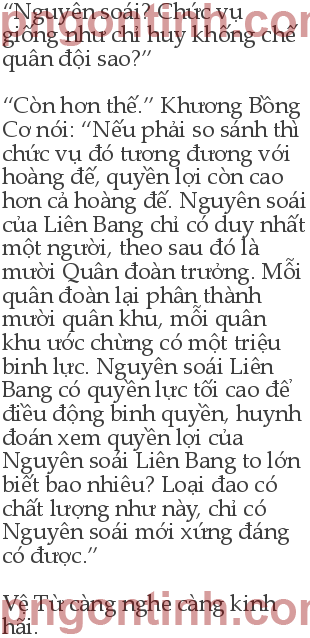 pngontinh.com
“Nguyên soái? Chức vụ
giống như chỉ huy khống chế
quân đội sao?”
“Còn hơn thế.” Khương Bồng
Cơ nói: “Nếu phải so sánh thì
chức vụ đó tương đương với
hoàng đế, quyền lợi còn cao
hơn cả hoàng đế. Nguyên soái
của Liên Bang chỉ có duy nhất
một người, theo sau đó là
mười Quân đoàn trưởng. Mỗi
quân đoàn lại phân thành
mười quân khu, mỗi quân
khu ước chừng có một triệu
binh lực. Nguyên soái Liên
Bang có quyền lực tối cao để
điều động binh quyền, huynh
đoán xem quyền lợi của
Nguyên soái Liên Bang to lớn
biết bao nhiêu? Loại đao có
chất lượng như này, chỉ có
Nguyên soái mới xứng đáng
có được.”
Vệ Từ càng nghe càng kinh
hãi.
pngontinh.com